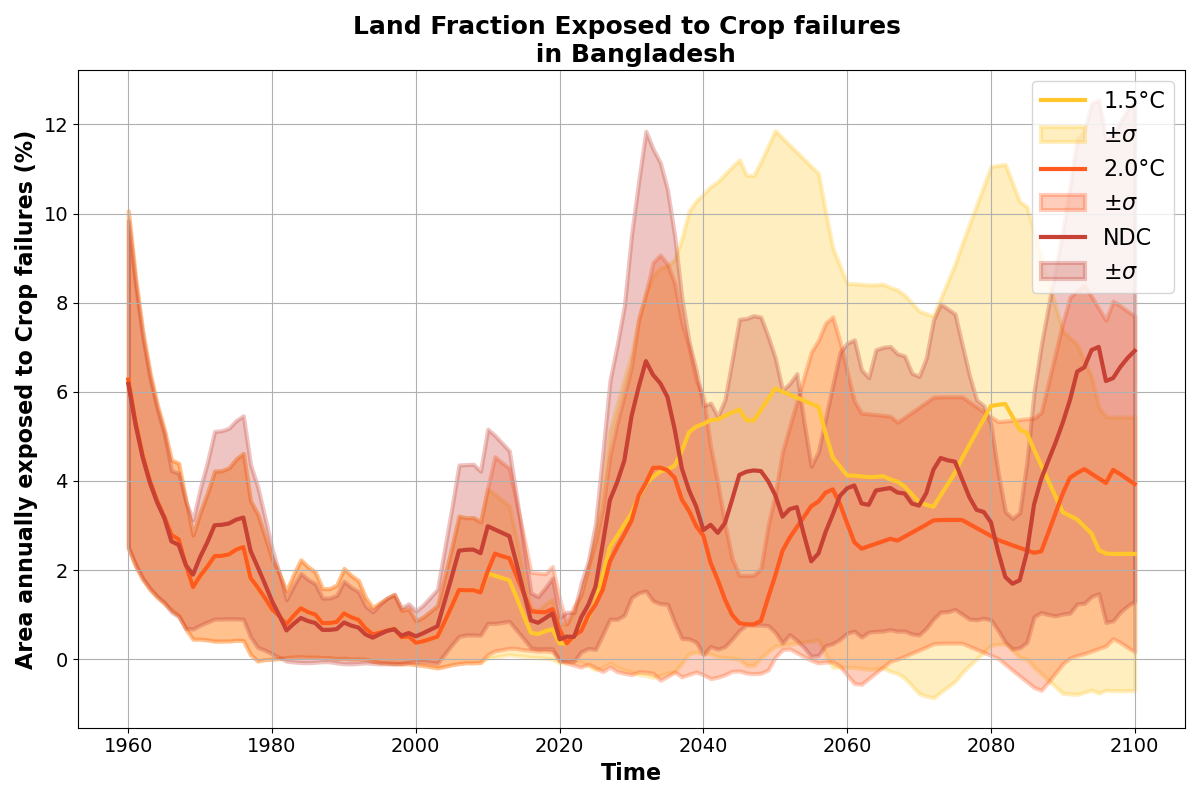 Land Fraction Exposed to Crop failures
in Bangladesh
Area annually exposed to Crop failures (%)
12
10
8
6
4
2
0
1960 1980 2000 2020 2040 2060 2080 2100
Time
1.5°C
±σ
2.0°C
±σ
NDC
±σ